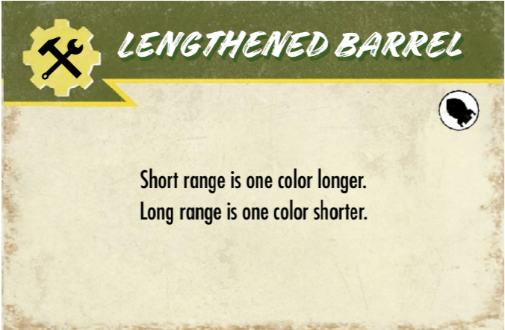 LENGTHENED BARREL
Short range is one color longer.
Long range is one color shorter.